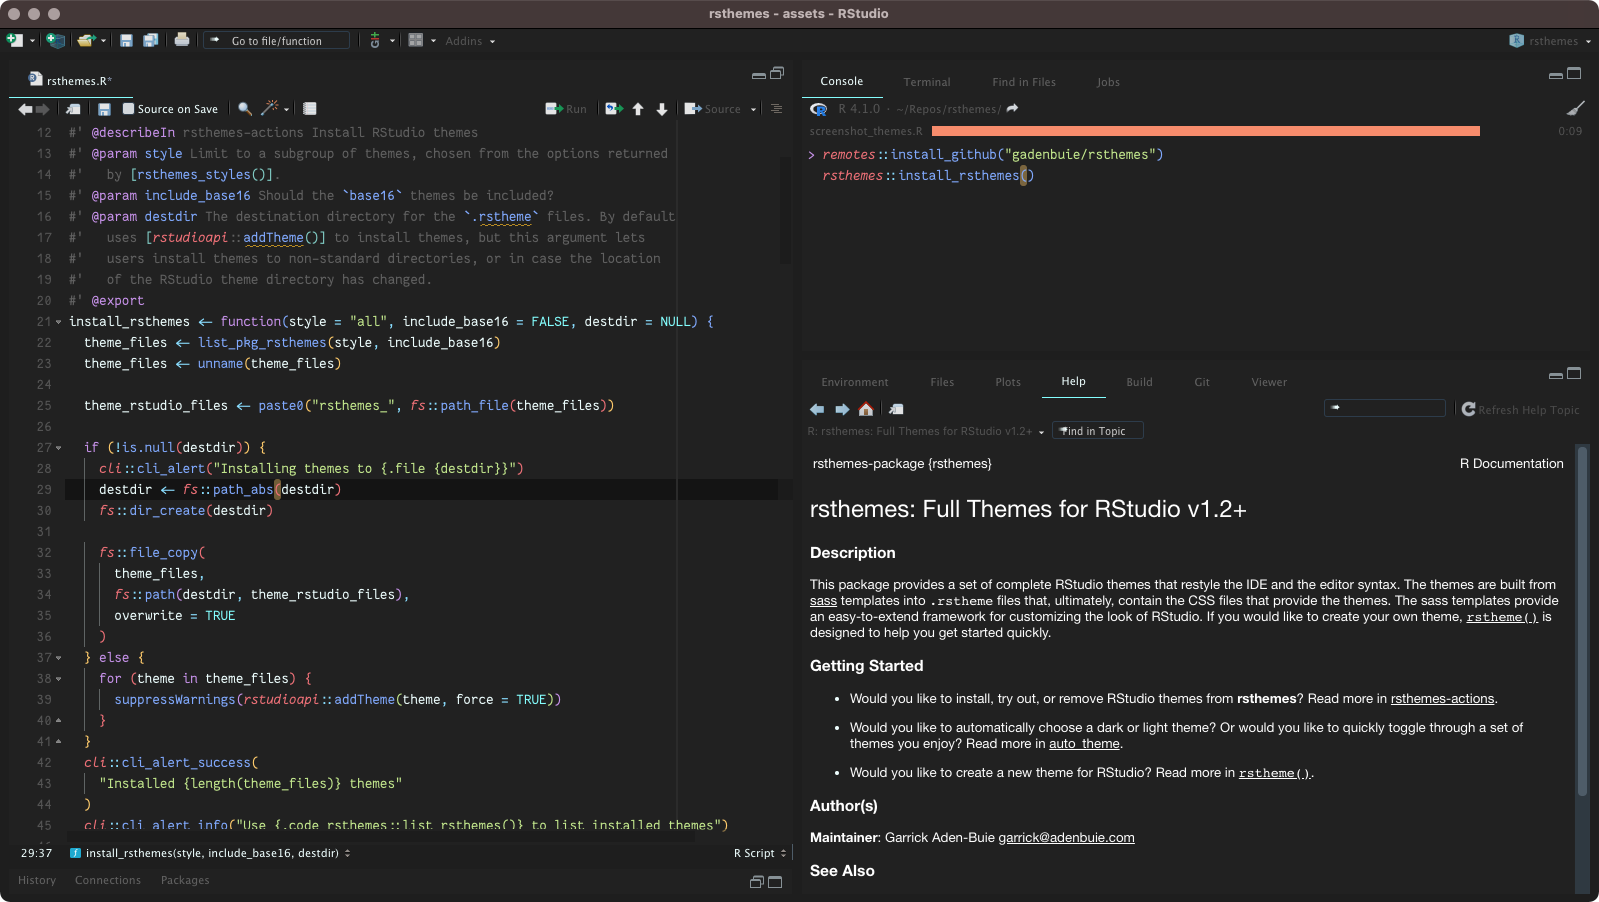 rsthemes - assets - RStudio
Go to file/function
Addins
rsthemes
rsthemes.R*
Source on Save
Run
Source
12 #' @describeIn rsthemes-actions Install RStudio themes
13 #' @param style Limit to a subgroup of themes, chosen from the options returned
14 #'   by [rsthemes_styles()].
15 #' @param include_base16 Should the `base16` themes be included?
16 #' @param destdir The destination directory for the `.rstheme` files. By default
17 #'   uses [rstudioapi::addTheme()] to install themes, but this argument lets
18 #'   users install themes to non-standard directories, or in case the location
19 #'   of the RStudio theme directory has changed.
20 #' @export
21 install_rsthemes <- function(style = "all", include_base16 = FALSE, destdir = NULL) {
22   theme_files <- list_pkg_rsthemes(style, include_base16)
23   theme_files <- unname(theme_files)
24
25   theme_rstudio_files <- paste0("rsthemes_", fs::path_file(theme_files))
26
27   if (!is.null(destdir)) {
28     cli::cli_alert("Installing themes to {.file {destdir}}")
29     destdir <- fs::path_abs(destdir)
30     fs::dir_create(destdir)
31
32     fs::file_copy(
33       theme_files,
34       fs::path(destdir, theme_rstudio_files),
35       overwrite = TRUE
36     )
37   } else {
38     for (theme in theme_files) {
39       suppressWarnings(rstudioapi::addTheme(theme, force = TRUE))
40     }
41   }
42   cli::cli_alert_success(
43     "Installed {length(theme_files)} themes"
44   )
45   cli::cli_alert_info("Use {.code rsthemes::list_rsthemes()} to list installed themes")
29:37 install_rsthemes(style, include_base16, destdir)
R Script
History Connections Packages
Console Terminal Find in Files Jobs
R 4.1.0 · ~/Repos/rsthemes/
screenshot_themes.R 0:09
> remotes::install_github("gadenbuie/rsthemes")
rsthemes::install_rsthemes()
Environment Files Plots Help Build Git Viewer
Refresh Help Topic
R: rsthemes: Full Themes for RStudio v1.2+
Find in Topic
rsthemes-package {rsthemes} R Documentation
rsthemes: Full Themes for RStudio v1.2+
Description
This package provides a set of complete RStudio themes that restyle the IDE and the editor syntax. The themes are built from
sass templates into .rstheme files that, ultimately, contain the CSS files that provide the themes. The sass templates provide
an easy-to-extend framework for customizing the look of RStudio. If you would like to create your own theme, rstheme() is
designed to help you get started quickly.
Getting Started
• Would you like to install, try out, or remove RStudio themes from rsthemes? Read more in rsthemes-actions.
• Would you like to automatically choose a dark or light theme? Or would you like to quickly toggle through a set of
themes you enjoy? Read more in auto_theme.
• Would you like to create a new theme for RStudio? Read more in rstheme().
Author(s)
Maintainer: Garrick Aden-Buie garrick@adenbuie.com
See Also